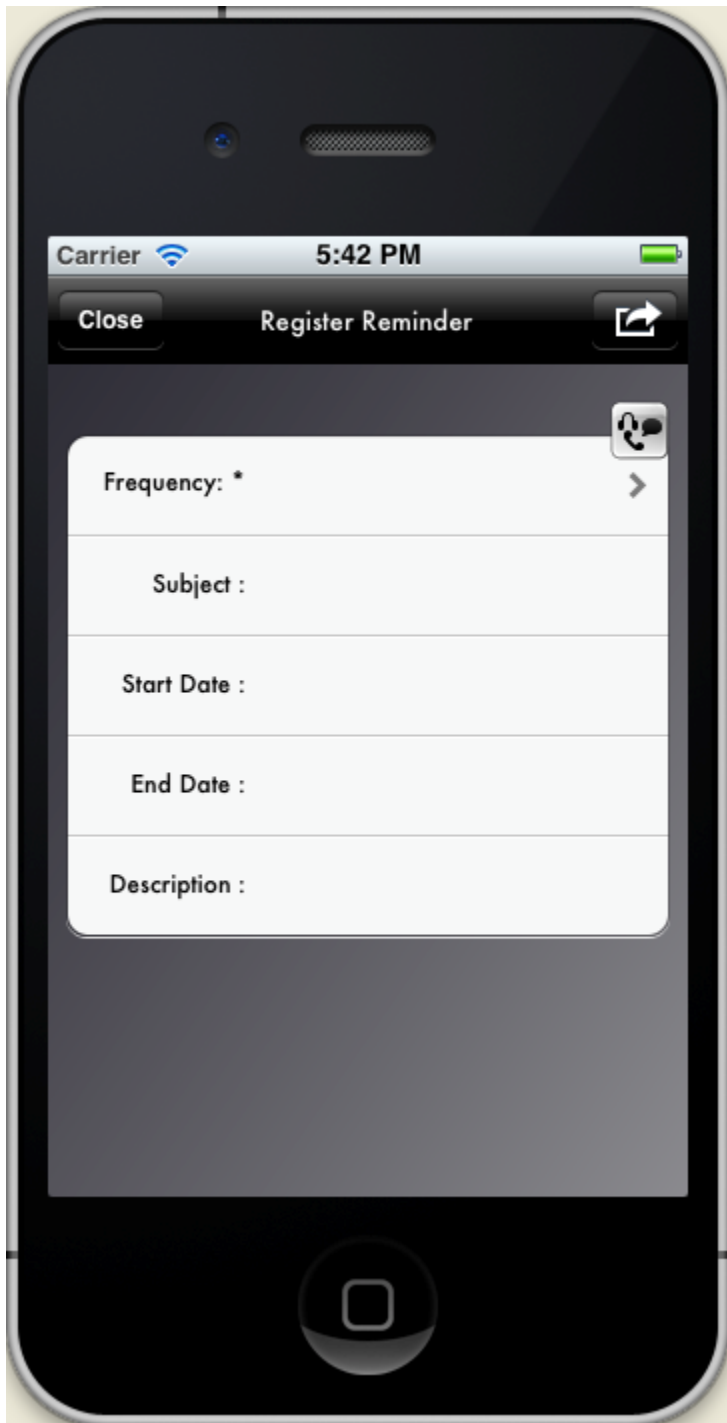 Carrier 5:42 PM
Close Register Reminder
Frequency: *
Subject :
Start Date :
End Date :
Description :